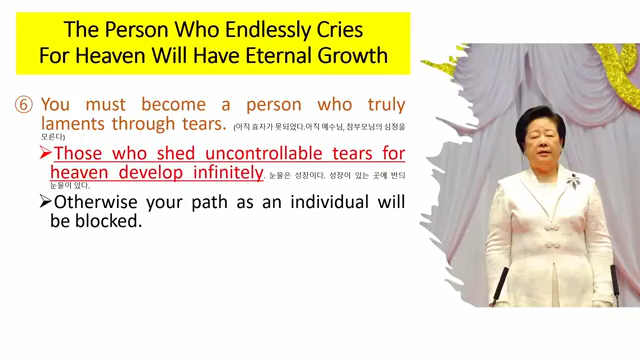 The Person Who Endlessly Cries
For Heaven Will Have Eternal Growth
⑥ You must become a person who truly
laments through tears. (아직 효자가 못되었다.아직 예수님, 참부모님의 심정을
모른다)
➢Those who shed uncontrollable tears for
heaven develop infinitely. 눈물은 성장이다. 성장이 있는 곳에 반듸
눈물이 있다.
➢Otherwise your path as an individual will
be blocked.